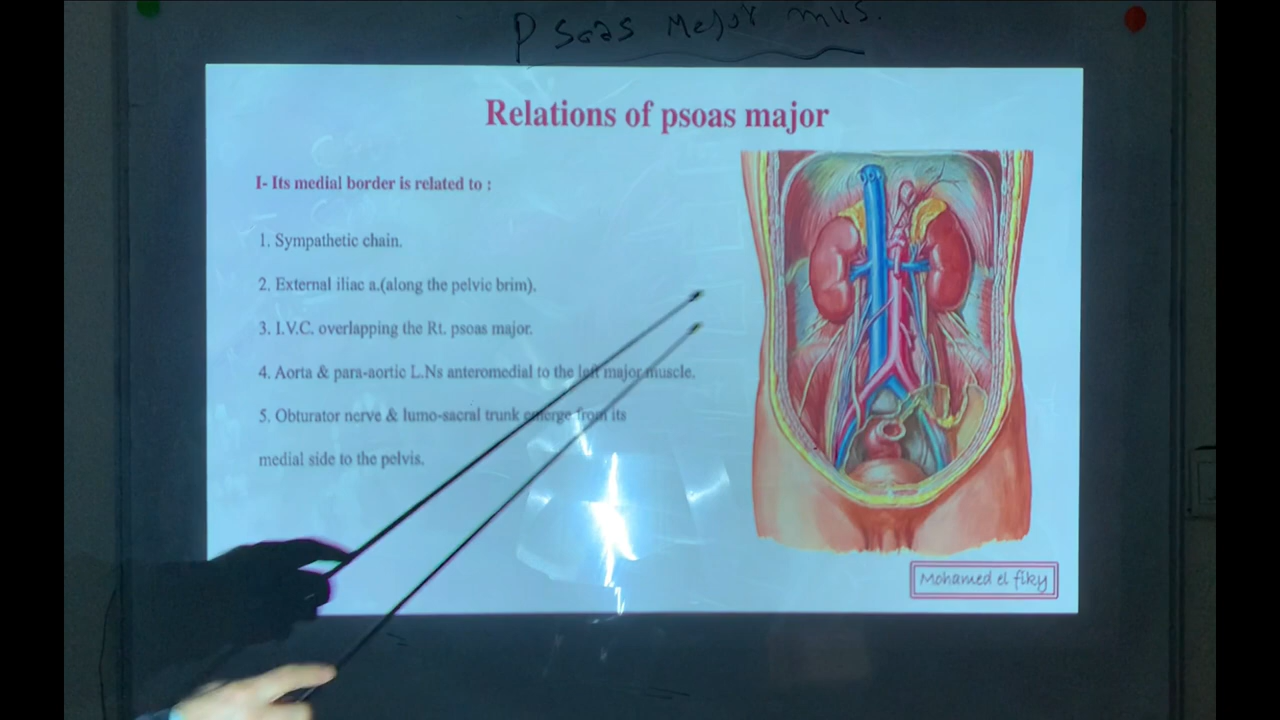 Psoas Major mus.
Relations of psoas major
I- Its medial border is related to :
1. Sympathetic chain.
2. External iliac a.(along the pelvic brim).
3. I.V.C. overlapping the Rt. psoas major.
4. Aorta & para-aortic L.Ns anteromedial to the left major muscle.
5. Obturator nerve & lumo-sacral trunk emerge from its
medial side to the pelvis.
Mohamed el fiky